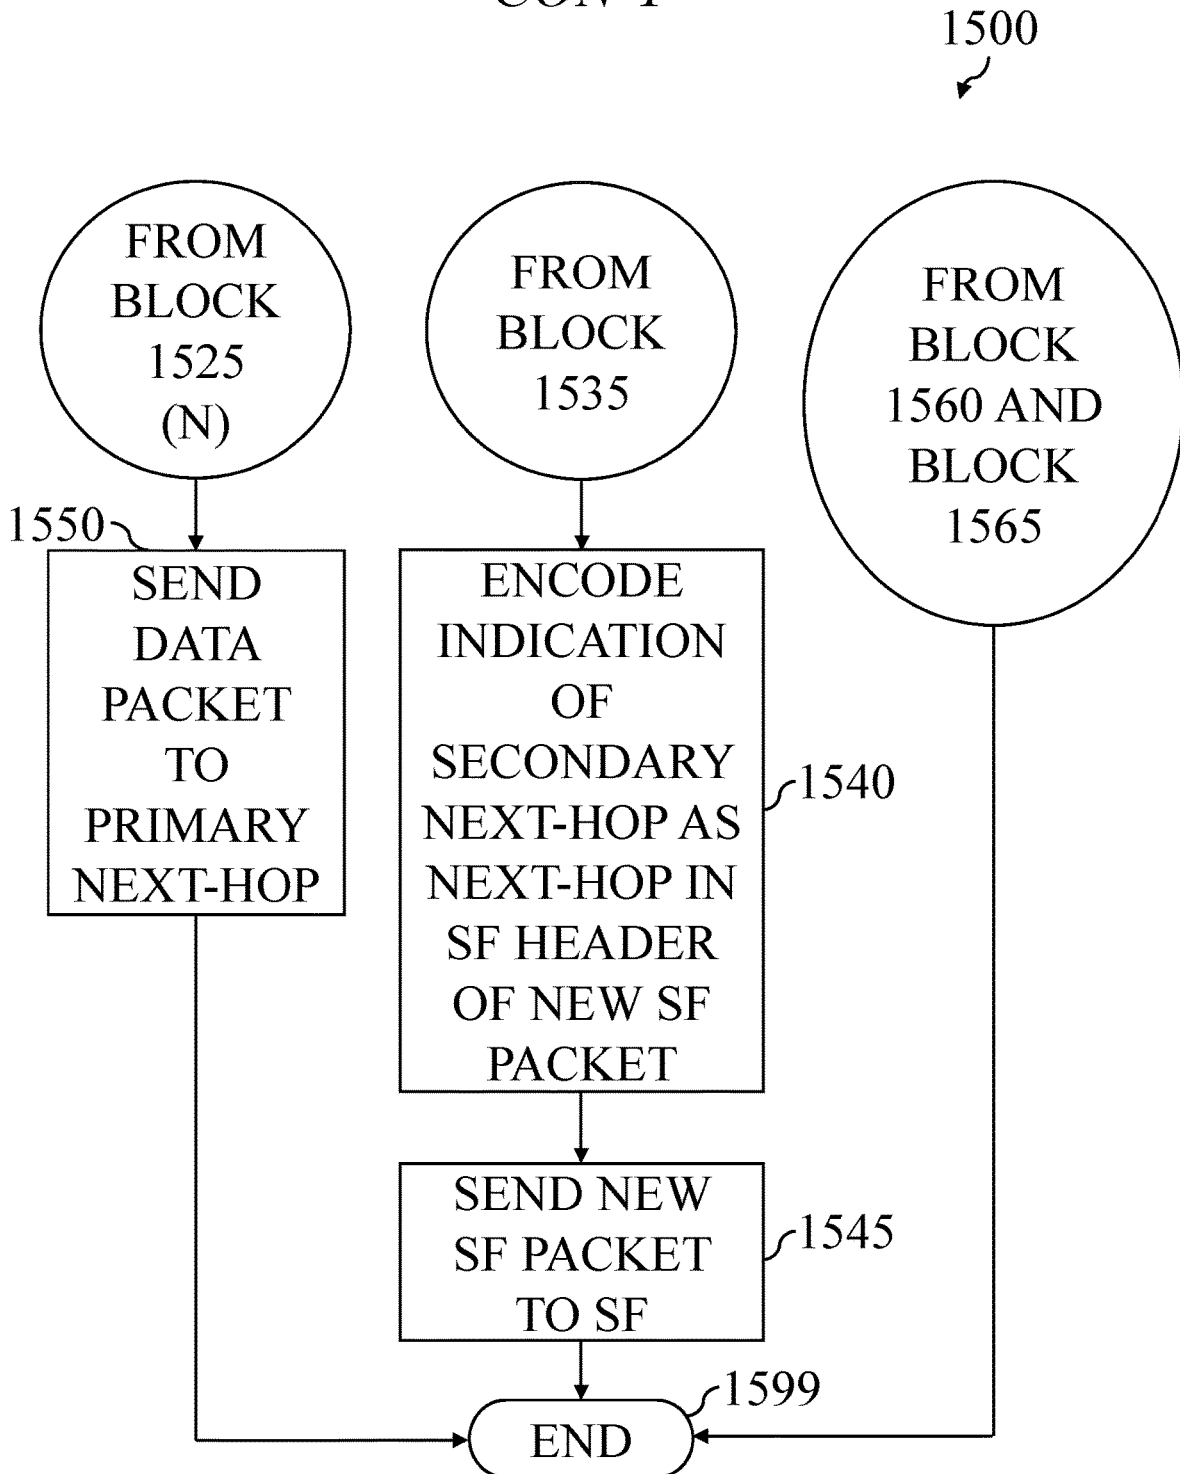 CON'T
1500
FROM
BLOCK
1525
(N)
FROM
BLOCK
1535
FROM
BLOCK
1560 AND
BLOCK
1565
1550
SEND
DATA
PACKET
TO
PRIMARY
NEXT-HOP
ENCODE
INDICATION
OF
SECONDARY
NEXT-HOP AS
NEXT-HOP IN
SF HEADER
OF NEW SF
PACKET
1540
SEND NEW
SF PACKET
TO SF
1545
1599
END